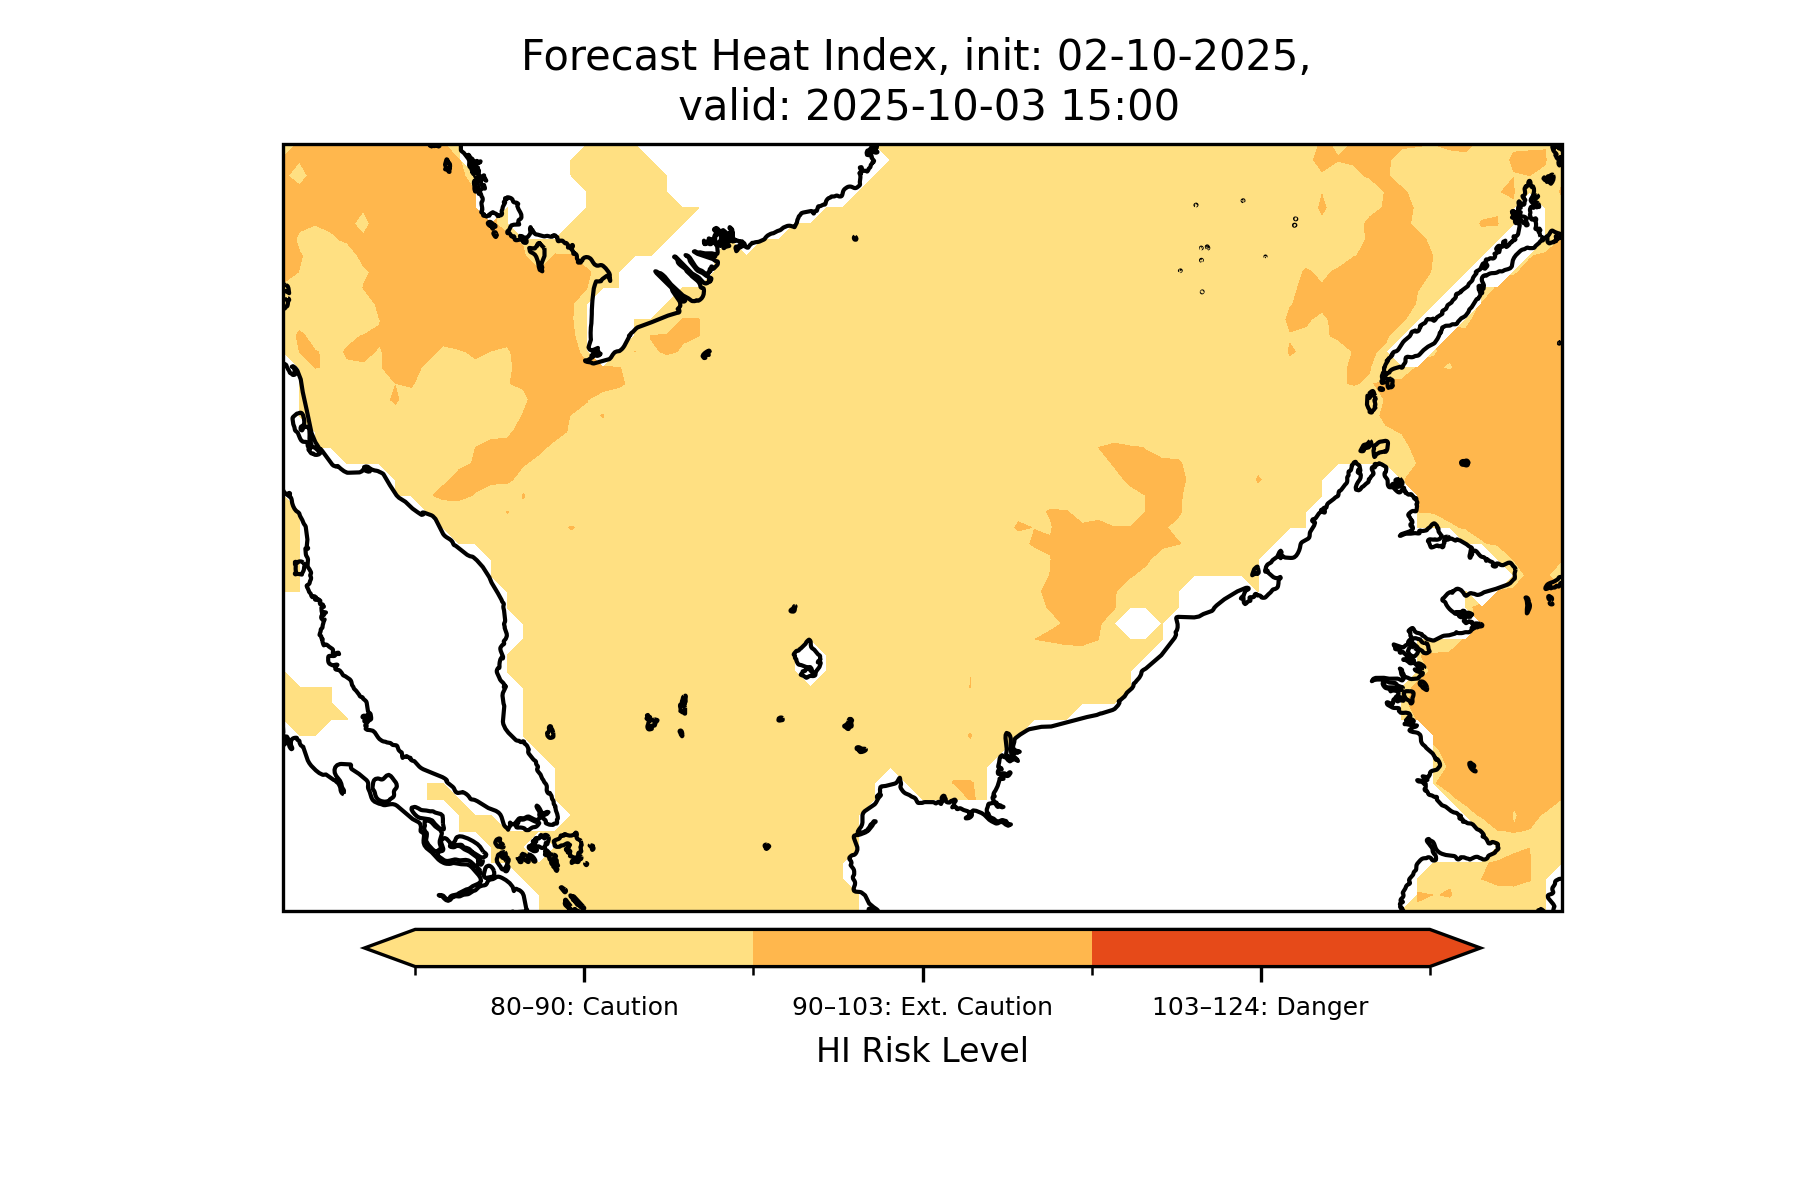 Forecast Heat Index, init: 02-10-2025,
valid: 2025-10-03 15:00
80–90: Caution
90–103: Ext. Caution
103–124: Danger
HI Risk Level